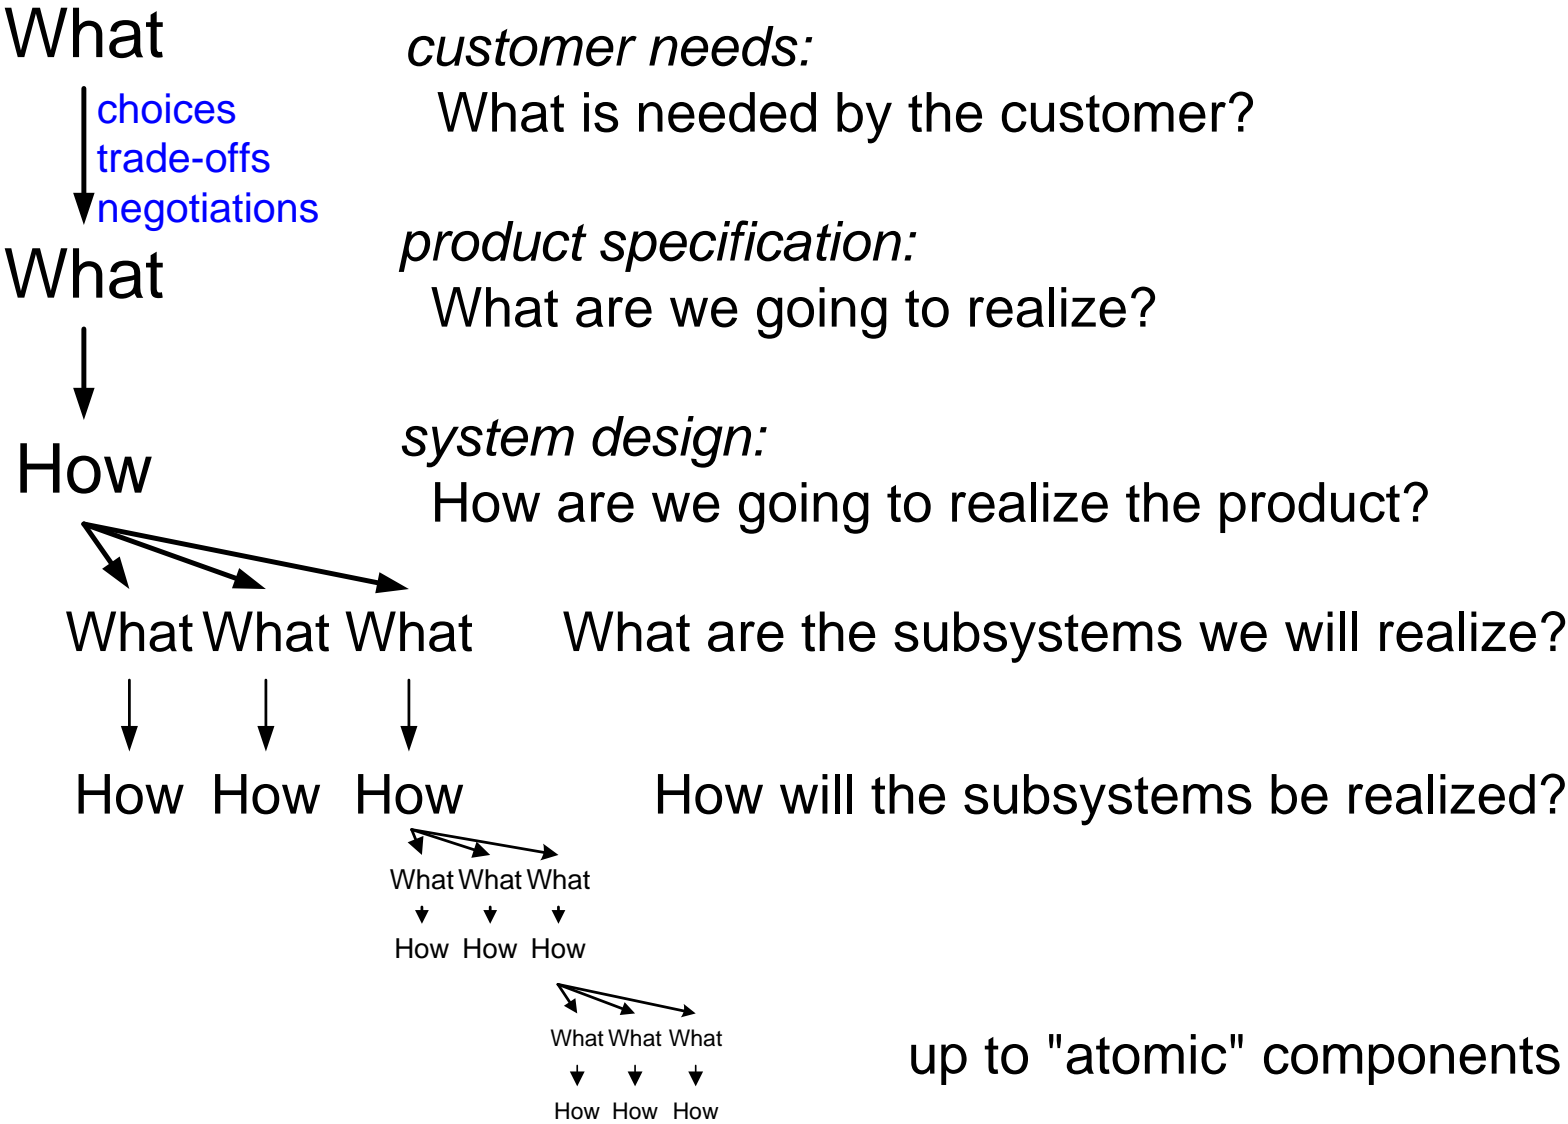 What
customer needs:
What is needed by the customer?
choices
trade-offs
negotiations
What
product specification:
What are we going to realize?
How
system design:
How are we going to realize the product?
What What What
What are the subsystems we will realize?
How How How
How will the subsystems be realized?
What What What
How How How
What What What
up to "atomic" components
How How How